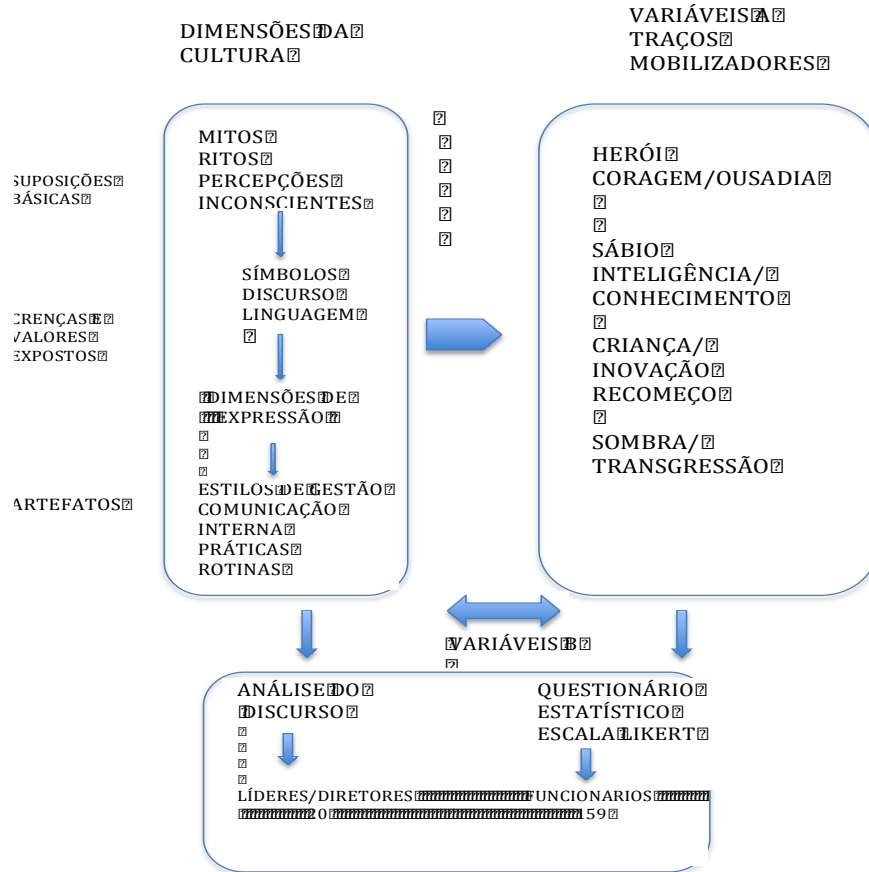 DIMENSÕES DA
CULTURA
VARIÁVEIS A
TRAÇOS
MOBILIZADORES
SUPOSIÇÕES
BÁSICAS
CRENÇAS E
VALORES
EXPOSTOS
ARTEFATOS
MITOS
RITOS
PERCEPÇÕES
INCONSCIENTES
SÍMBOLOS
DISCURSO
LINGUAGEM
DIMENSÕES DE
EXPRESSÃO
ESTILOS DE GESTÃO
COMUNICAÇÃO
INTERNA
PRÁTICAS
ROTINAS
HERÓI
CORAGEM/OUSADIA
SÁBIO
INTELIGÊNCIA/
CONHECIMENTO
CRIANÇA/
INOVAÇÃO
RECOMEÇO
SOMBRA/
TRANSGRESSÃO
VARIÁVEIS B
ANÁLISE DO
DISCURSO
QUESTIONÁRIO
ESTATÍSTICO
ESCALA LIKERT
LÍDERES/DIRETORES FUNCIONARIOS
20 159